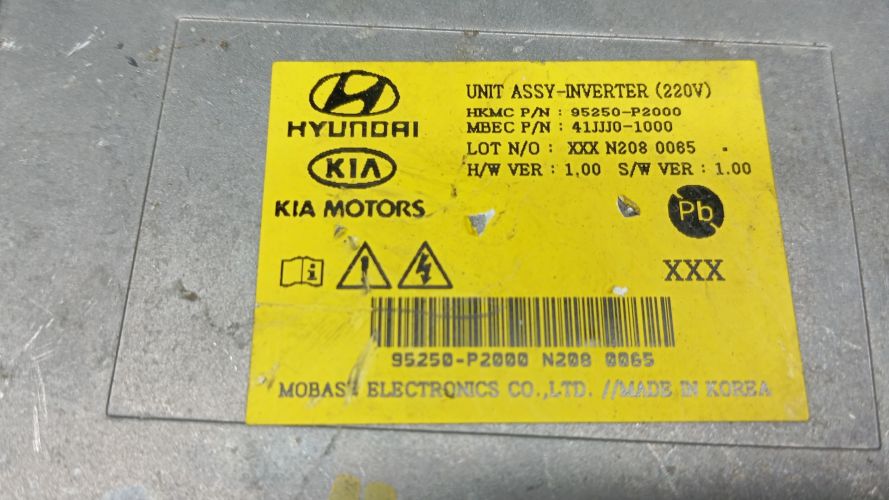 HYUNDAI
KIA
KIA MOTORS
UNIT ASSY-INVERTER (220V)
HKMC P/N : 95250-P2000
MBEC P/N : 41JJJ0-1000
LOT N/O : XXX N208 0065
H/W VER : 1.00 S/W VER : 1.00
Pb
XXX
95250-P2000 N208 0065
ELECTRONICS CO.,LTD. //MADE IN KOREA